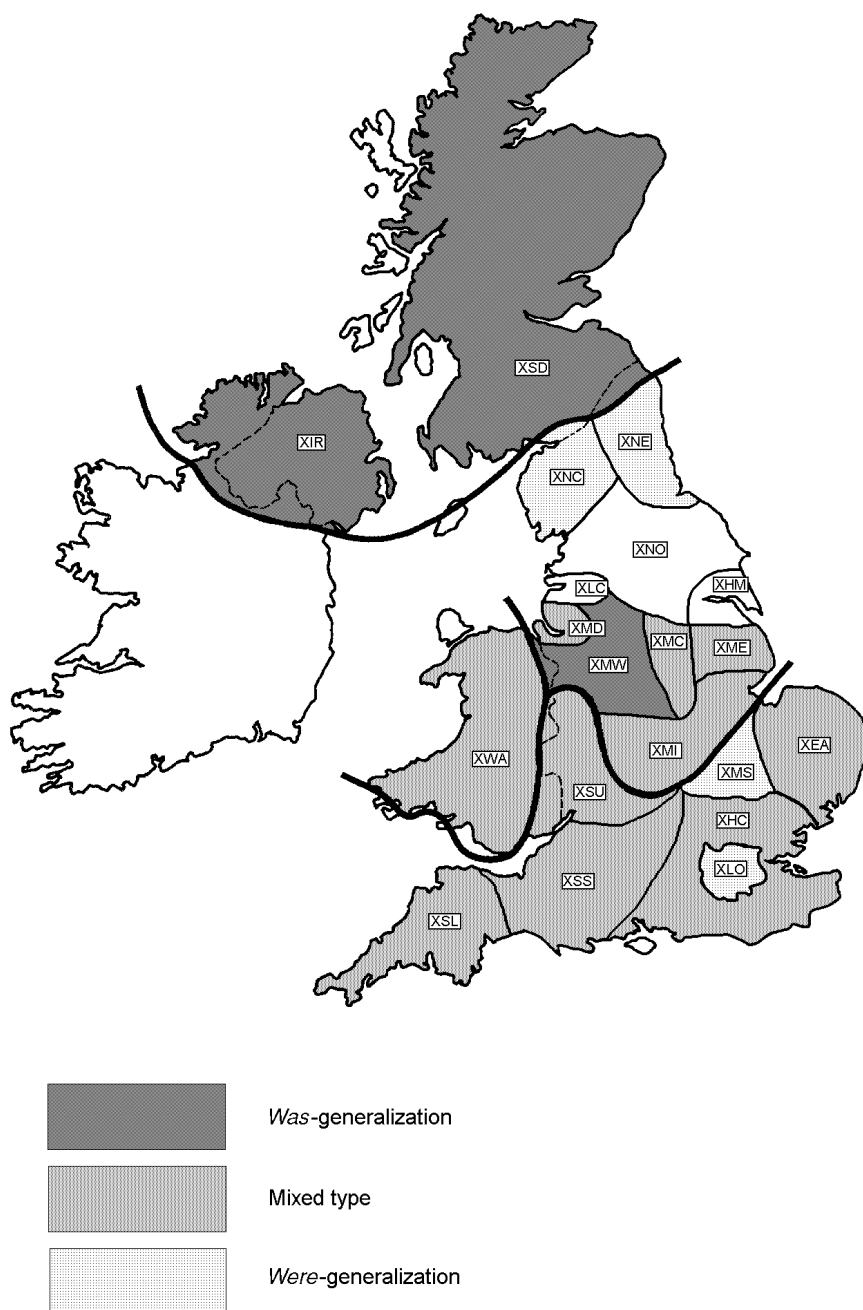 XSD
XIR
XNE
XNC
XNO
XLC
XHM
XMD
XMC
XME
XMW
XWA
XMI
XEA
XMS
XSU
XHC
XLO
XSS
XSL
Was-generalization
Mixed type
Were-generalization